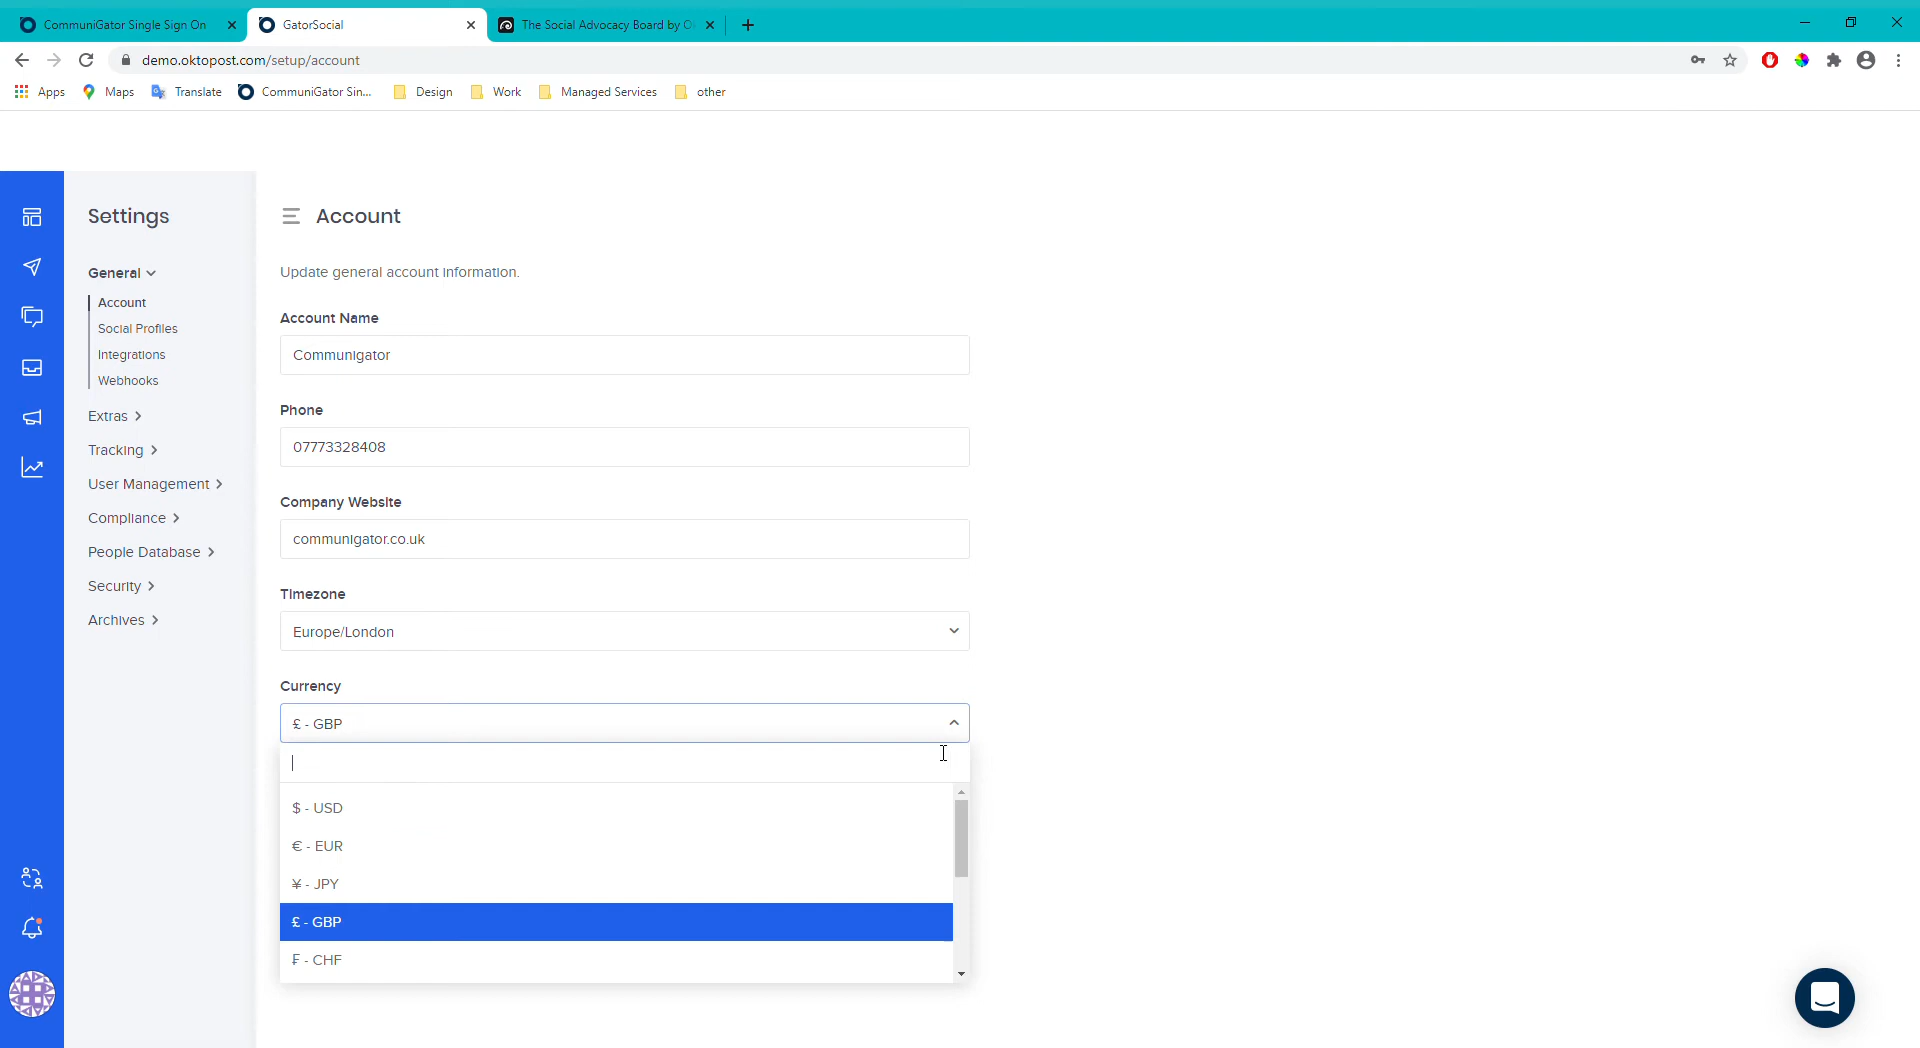 CommuniGator Single Sign On
GatorSocial
The Social Advocacy Board by O
demo.oktopost.com/setup/account
Apps
Maps
Translate
CommuniGator Sin...
Design
Work
Managed Services
other
Settings
General
Account
Social Profiles
Integrations
Webhooks
Extras
Tracking
User Management
Compliance
People Database
Security
Archives
Account
Update general account information.
Account Name
Communigator
Phone
07773328408
Company Website
communigator.co.uk
Timezone
Europe/London
Currency
£ - GBP
$ - USD
€ - EUR
¥ - JPY
£ - GBP
₣ - CHF